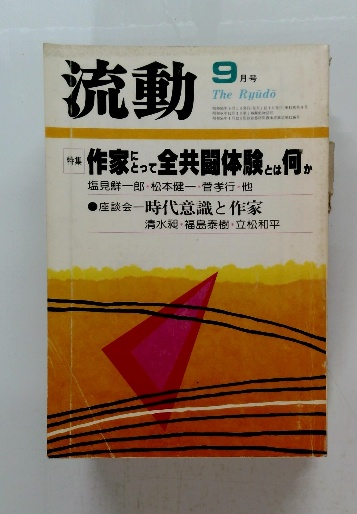 流動
9月号
The Ryūdō
特集
作家にとって全共闘体験とは何か
塩見鮮一郎・松本健一・菅孝行・他
●座談会―時代意識と作家
清水昶・福島泰樹・立松和平